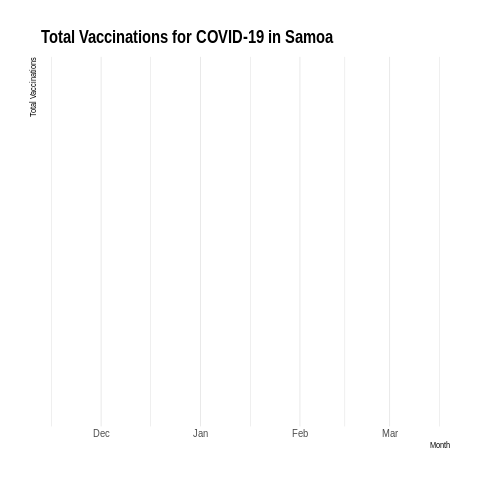 Total Vaccinations for COVID-19 in Samoa
Total Vaccinations
Dec Jan Feb Mar
Month